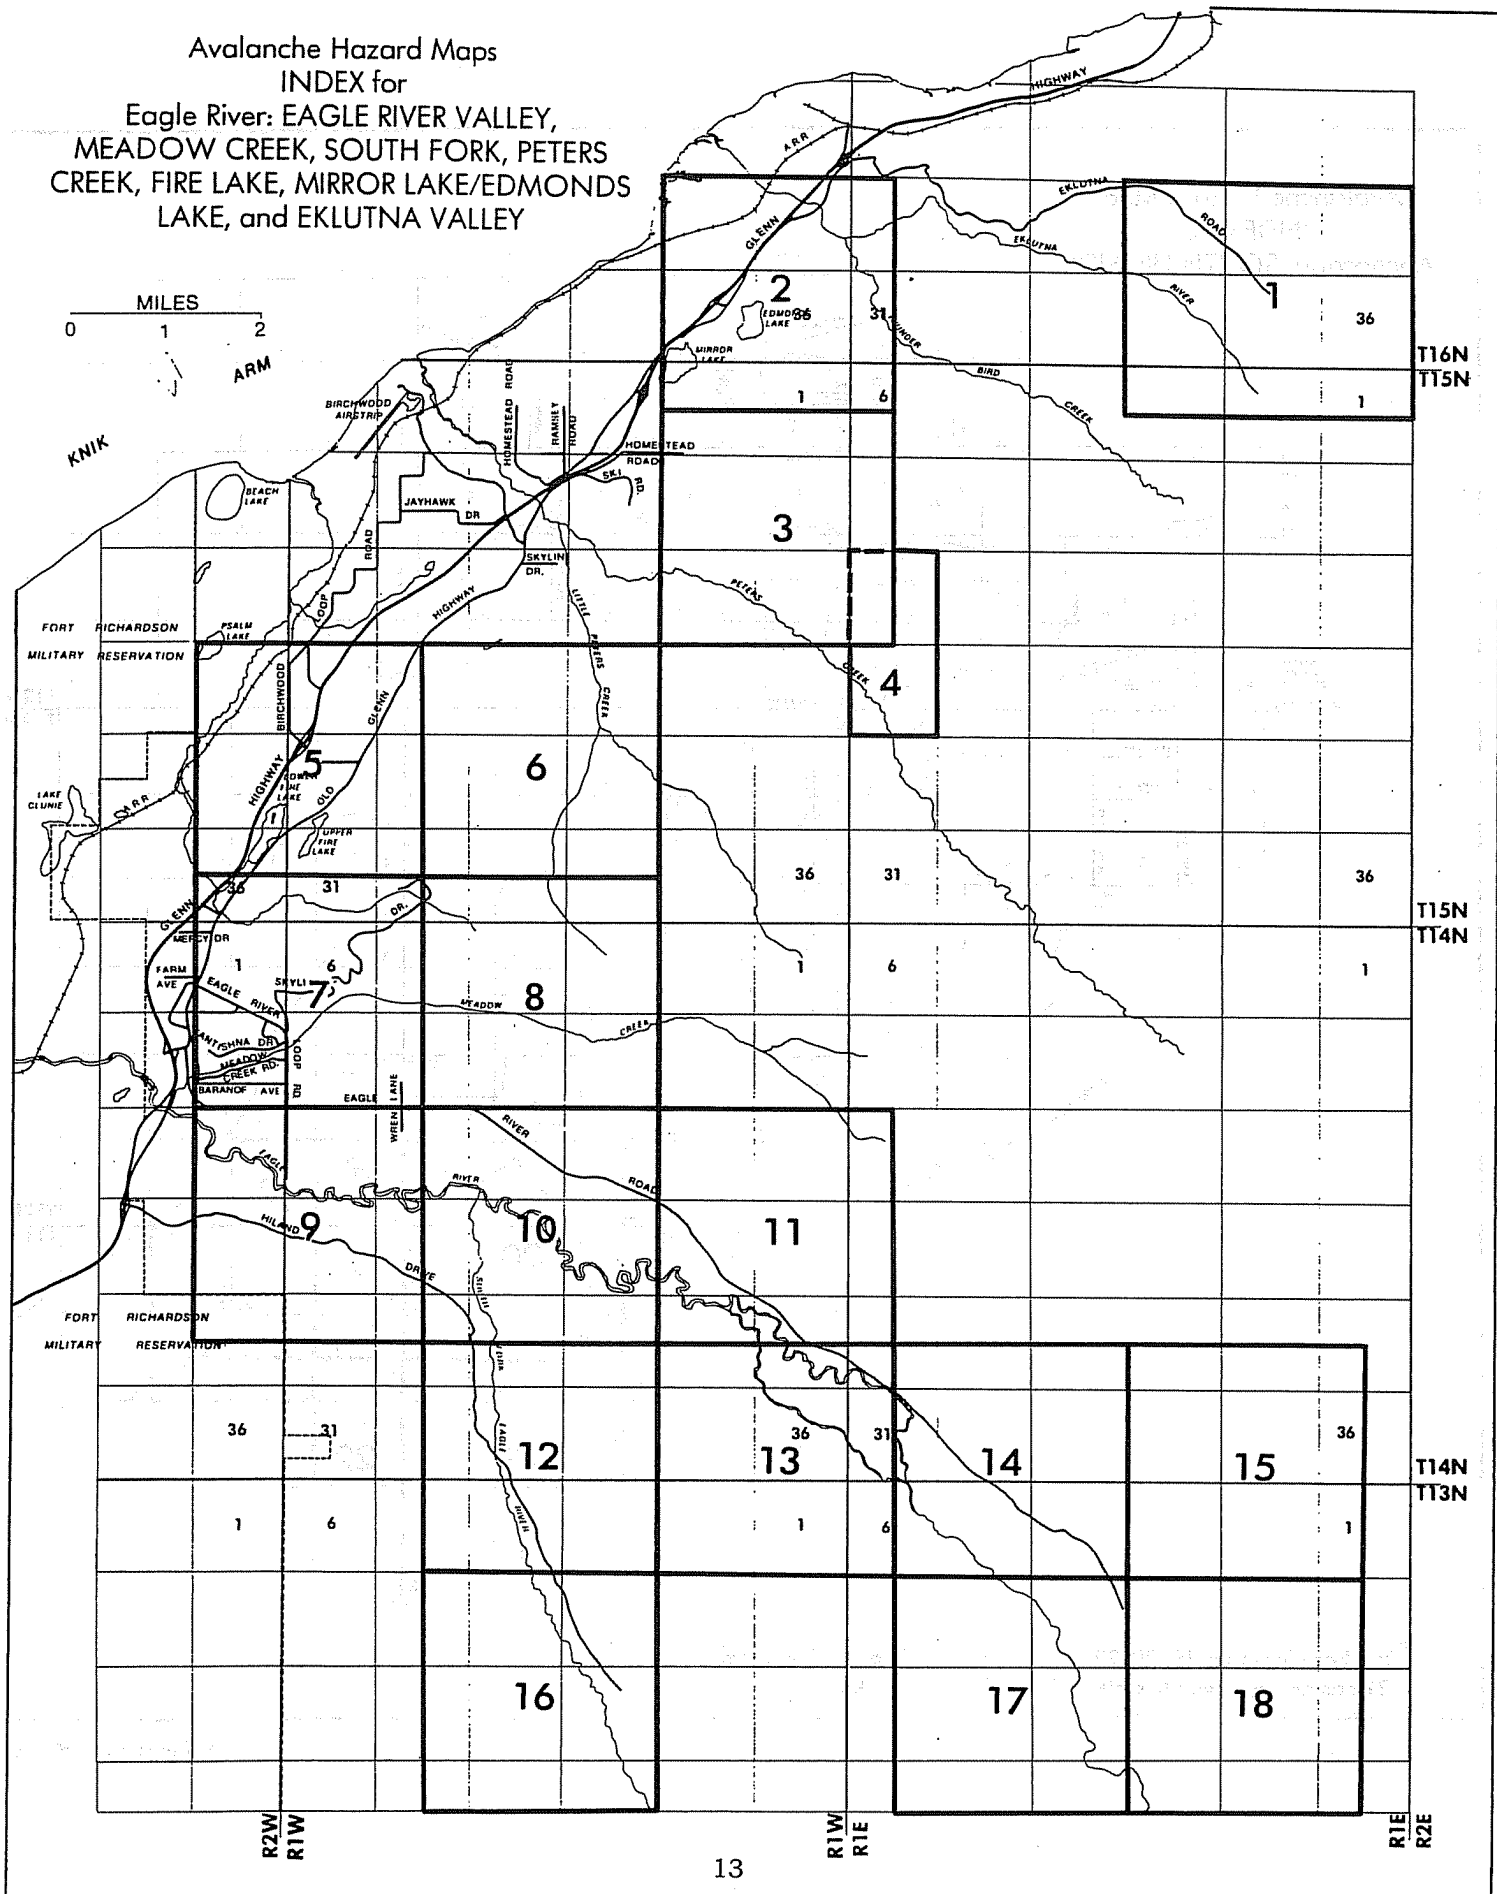 Avalanche Hazard Maps
INDEX for
Eagle River: EAGLE RIVER VALLEY,
MEADOW CREEK, SOUTH FORK, PETERS
CREEK, FIRE LAKE, MIRROR LAKE/EDMONDS
LAKE, and EKLUTNA VALLEY
MILES
0 1 2
KNIK
ARM
HIGHWAY
ARR
GLENN
EKLUTNA
ROAD
EKLUTNA
RIVER
1
36
T16N
T15N
1
2
36
31
LAKE
MIRROR
LAKE
1
6
BIRD
CREEK
BIRCHWOOD
AIRSTRIP
HOMESTEAD ROAD
RAMNEY
ROAD
HOMESTEAD
ROAD
SKI
RD.
BEACH
LAKE
JAYHAWK
DR
ROAD
LOOP
SKYLIN
DR.
HIGHWAY
3
PETERS
CREEK
4
LITTLE
PETERS
CREEK
FORT RICHARDSON
MILITARY RESERVATION
PSALM
LAKE
BIRCHWOOD
GLENN
HIGHWAY
OLD
5
LAKE
UPPER
FIRE
LAKE
6
LAKE
CLUNIE
ARR
36
31
36
31
36
T15N
T14N
GLENN
MERCY DR
DR.
1
6
1
6
1
FARM
AVE
EAGLE
RIVER
SKYLI
7
8
MEADOW
CREEK
ANTISHNA DR
MEADOW
CREEK RD.
BARANOF AVE
LOOP RD
EAGLE
WREN LANE
RIVER
ROAD
EAGLE
RIVER
HILAND
DRIVE
9
10
11
FORT RICHARDSON
MILITARY RESERVATION
36
31
EAGLE
RIVER
12
36
31
13
14
15
36
T14N
T13N
1
6
1
6
1
16
17
18
R2W
R1W
R1W
R1E
R1E
R2E
13